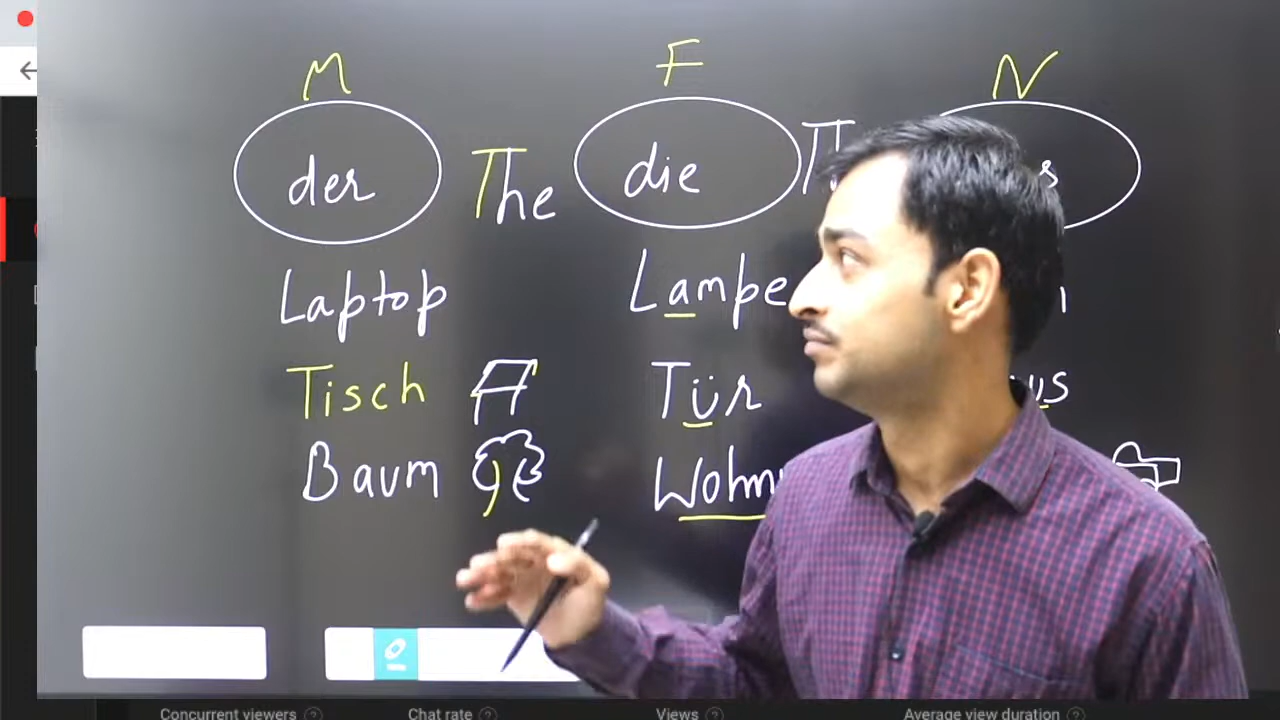 M F N
der The die
Laptop Lampe
Tisch Tür
Baum
Concurrent viewers Chat rate Views Average view duration